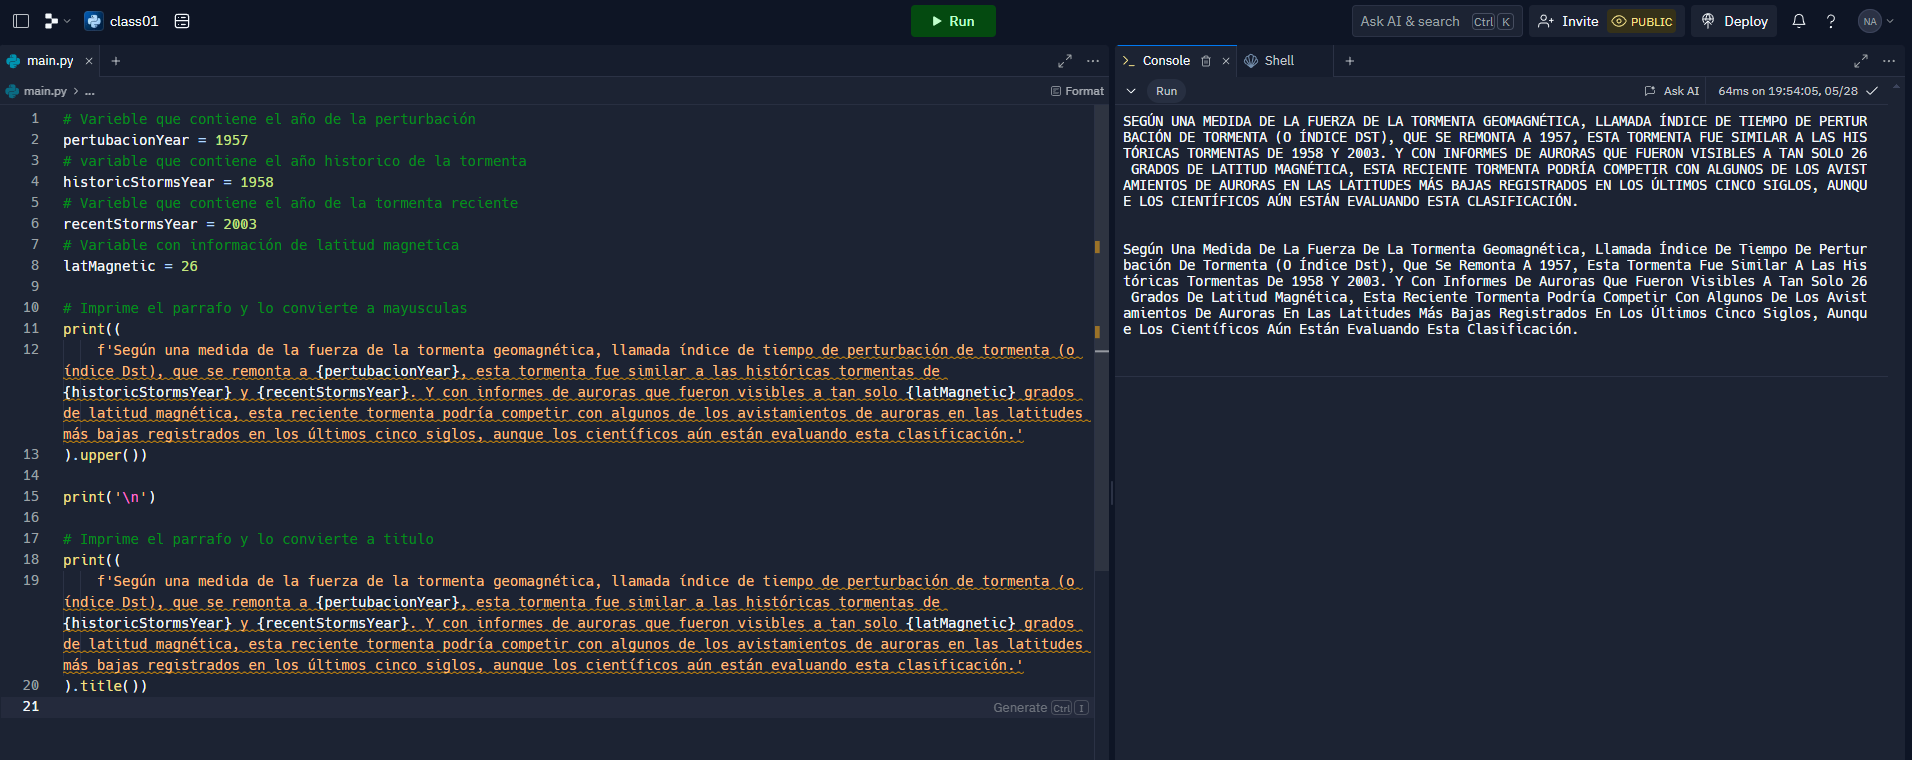 class01
Run
Ask AI & search Ctrl K
Invite PUBLIC
Deploy
?
NA
main.py × +
...
main.py > ...
Format
1 # Varieble que contiene el año de la perturbación
2 pertubacionYear = 1957
3 # variable que contiene el año historico de la tormenta
4 historicStormsYear = 1958
5 # Varieble que contiene el año de la tormenta reciente
6 recentStormsYear = 2003
7 # Variable con información de latitud magnetica
8 latMagnetic = 26
9
10 # Imprime el parrafo y lo convierte a mayusculas
11 print((
12 f'Según una medida de la fuerza de la tormenta geomagnética, llamada índice de tiempo de perturbación de tormenta (o
índice Dst), que se remonta a {pertubacionYear}, esta tormenta fue similar a las históricas tormentas de
{historicStormsYear} y {recentStormsYear}. Y con informes de auroras que fueron visibles a tan solo {latMagnetic} grados
de latitud magnética, esta reciente tormenta podría competir con algunos de los avistamientos de auroras en las latitudes
más bajas registrados en los últimos cinco siglos, aunque los científicos aún están evaluando esta clasificación.'
13 ).upper())
14
15 print('\n')
16
17 # Imprime el parrafo y lo convierte a titulo
18 print((
19 f'Según una medida de la fuerza de la tormenta geomagnética, llamada índice de tiempo de perturbación de tormenta (o
índice Dst), que se remonta a {pertubacionYear}, esta tormenta fue similar a las históricas tormentas de
{historicStormsYear} y {recentStormsYear}. Y con informes de auroras que fueron visibles a tan solo {latMagnetic} grados
de latitud magnética, esta reciente tormenta podría competir con algunos de los avistamientos de auroras en las latitudes
más bajas registrados en los últimos cinco siglos, aunque los científicos aún están evaluando esta clasificación.'
20 ).title())
21
Generate Ctrl I
Console × Shell +
...
Run
Ask AI 64ms on 19:54:05, 05/28
SEGÚN UNA MEDIDA DE LA FUERZA DE LA TORMENTA GEOMAGNÉTICA, LLAMADA ÍNDICE DE TIEMPO DE PERTUR
BACIÓN DE TORMENTA (O ÍNDICE DST), QUE SE REMONTA A 1957, ESTA TORMENTA FUE SIMILAR A LAS HIS
TÓRICAS TORMENTAS DE 1958 Y 2003. Y CON INFORMES DE AURORAS QUE FUERON VISIBLES A TAN SOLO 26
GRADOS DE LATITUD MAGNÉTICA, ESTA RECIENTE TORMENTA PODRÍA COMPETIR CON ALGUNOS DE LOS AVIST
AMIENTOS DE AURORAS EN LAS LATITUDES MÁS BAJAS REGISTRADOS EN LOS ÚLTIMOS CINCO SIGLOS, AUNQU
E LOS CIENTÍFICOS AÚN ESTÁN EVALUANDO ESTA CLASIFICACIÓN.
Según Una Medida De La Fuerza De La Tormenta Geomagnética, Llamada Índice De Tiempo De Pertur
bación De Tormenta (O Índice Dst), Que Se Remonta A 1957, Esta Tormenta Fue Similar A Las His
tóricas Tormentas De 1958 Y 2003. Y Con Informes De Auroras Que Fueron Visibles A Tan Solo 26
Grados De Latitud Magnética, Esta Reciente Tormenta Podría Competir Con Algunos De Los Avist
amientos De Auroras En Las Latitudes Más Bajas Registrados En Los Últimos Cinco Siglos, Aunqu
e Los Científicos Aún Están Evaluando Esta Clasificación.